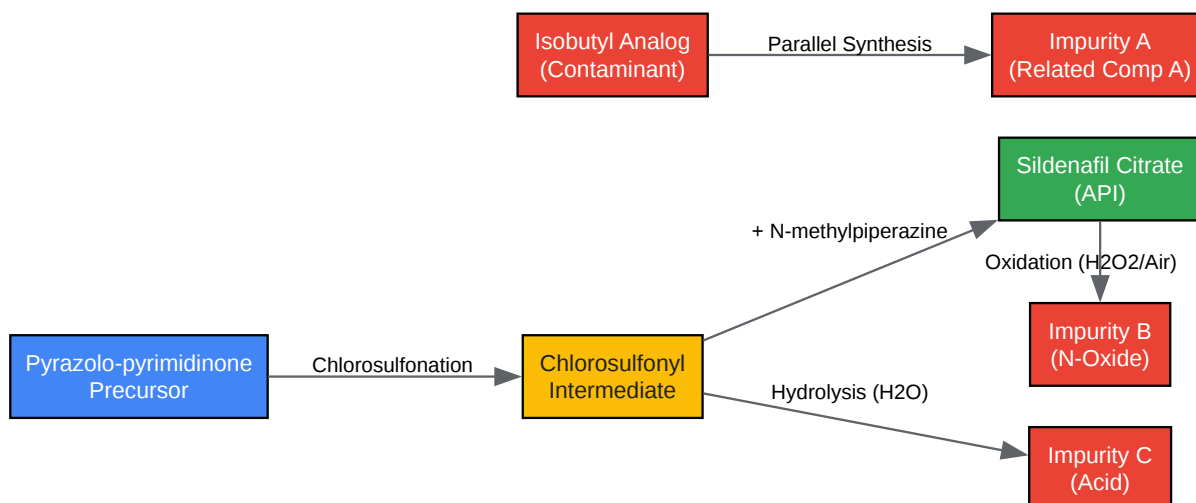 Isobutyl Analog
(Contaminant)
Parallel Synthesis
Impurity A
(Related Comp A)
Sildenafil Citrate
(API)
+ N-methylpiperazine
Oxidation (H2O2/Air)
Pyrazolo-pyrimidinone
Precursor
Chlorosulfonation
Chlorosulfonyl
Intermediate
Impurity B
(N-Oxide)
Hydrolysis (H2O)
Impurity C
(Acid)